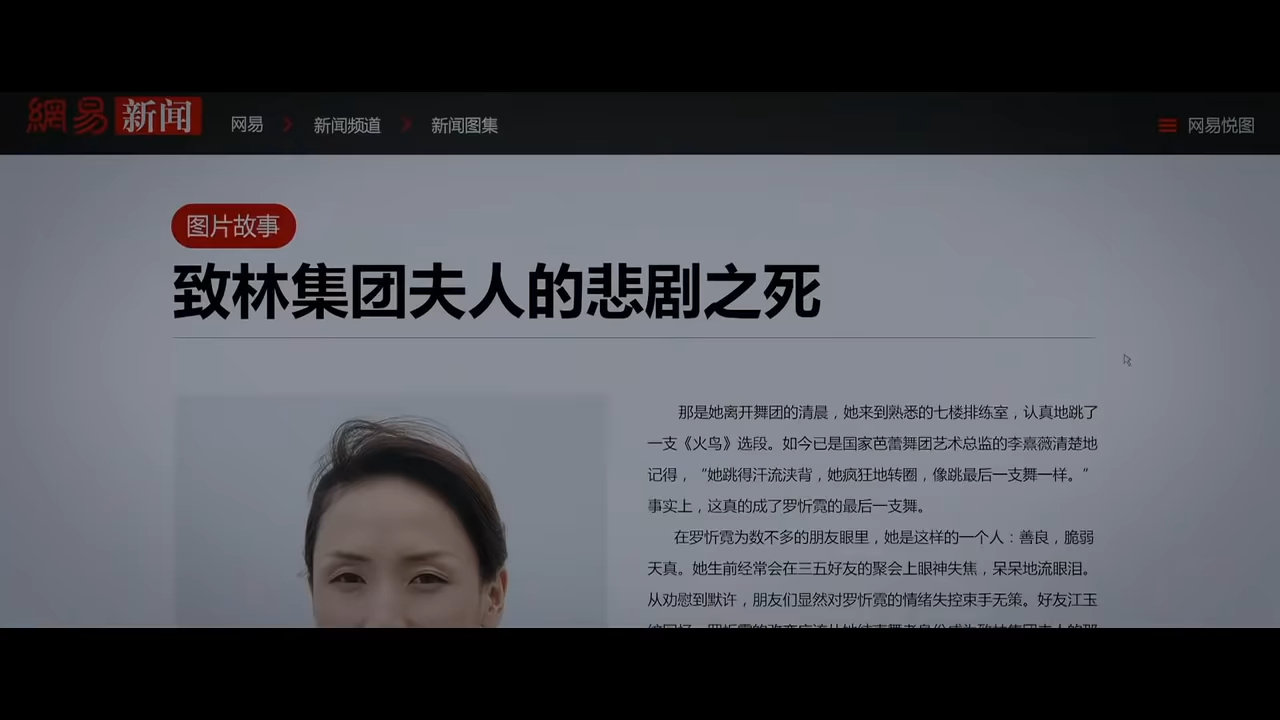 網易 新闻 网易 新闻频道 新闻图集 网易悦图
图片故事
致林集团夫人的悲剧之死
那是她离开舞团的清晨，她来到熟悉的七楼排练室，认真地跳了
一支《火鸟》选段。如今已是国家芭蕾舞团艺术总监的李熹薇清楚地
记得，“她跳得汗流浃背，她疯狂地转圈，像跳最后一支舞一样。”
事实上，这真的成了罗忻霓的最后一支舞。
在罗忻霓为数不多的朋友眼里，她是这样的一个人：善良，脆弱
天真。她生前经常会在三五好友的聚会上眼神失焦，呆呆地流眼泪。
从劝慰到默许，朋友们显然对罗忻霓的情绪失控束手无策。好友江玉